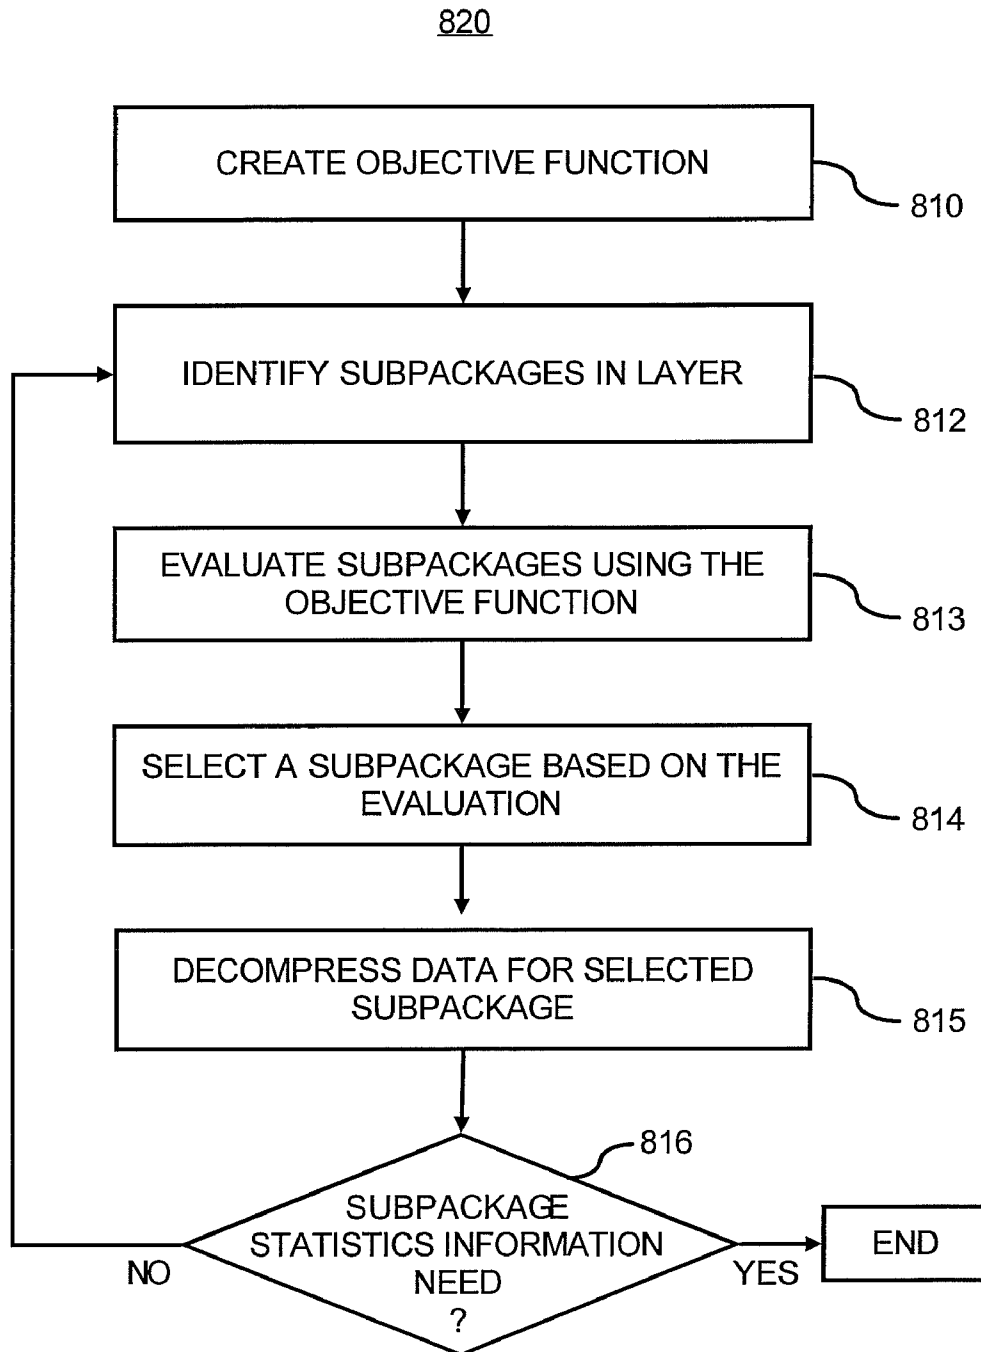 820
CREATE OBJECTIVE FUNCTION
810
IDENTIFY SUBPACKAGES IN LAYER
812
EVALUATE SUBPACKAGES USING THE
OBJECTIVE FUNCTION
813
SELECT A SUBPACKAGE BASED ON THE
EVALUATION
814
DECOMPRESS DATA FOR SELECTED
SUBPACKAGE
815
816
SUBPACKAGE
STATISTICS INFORMATION
NEED
?
NO
YES
END